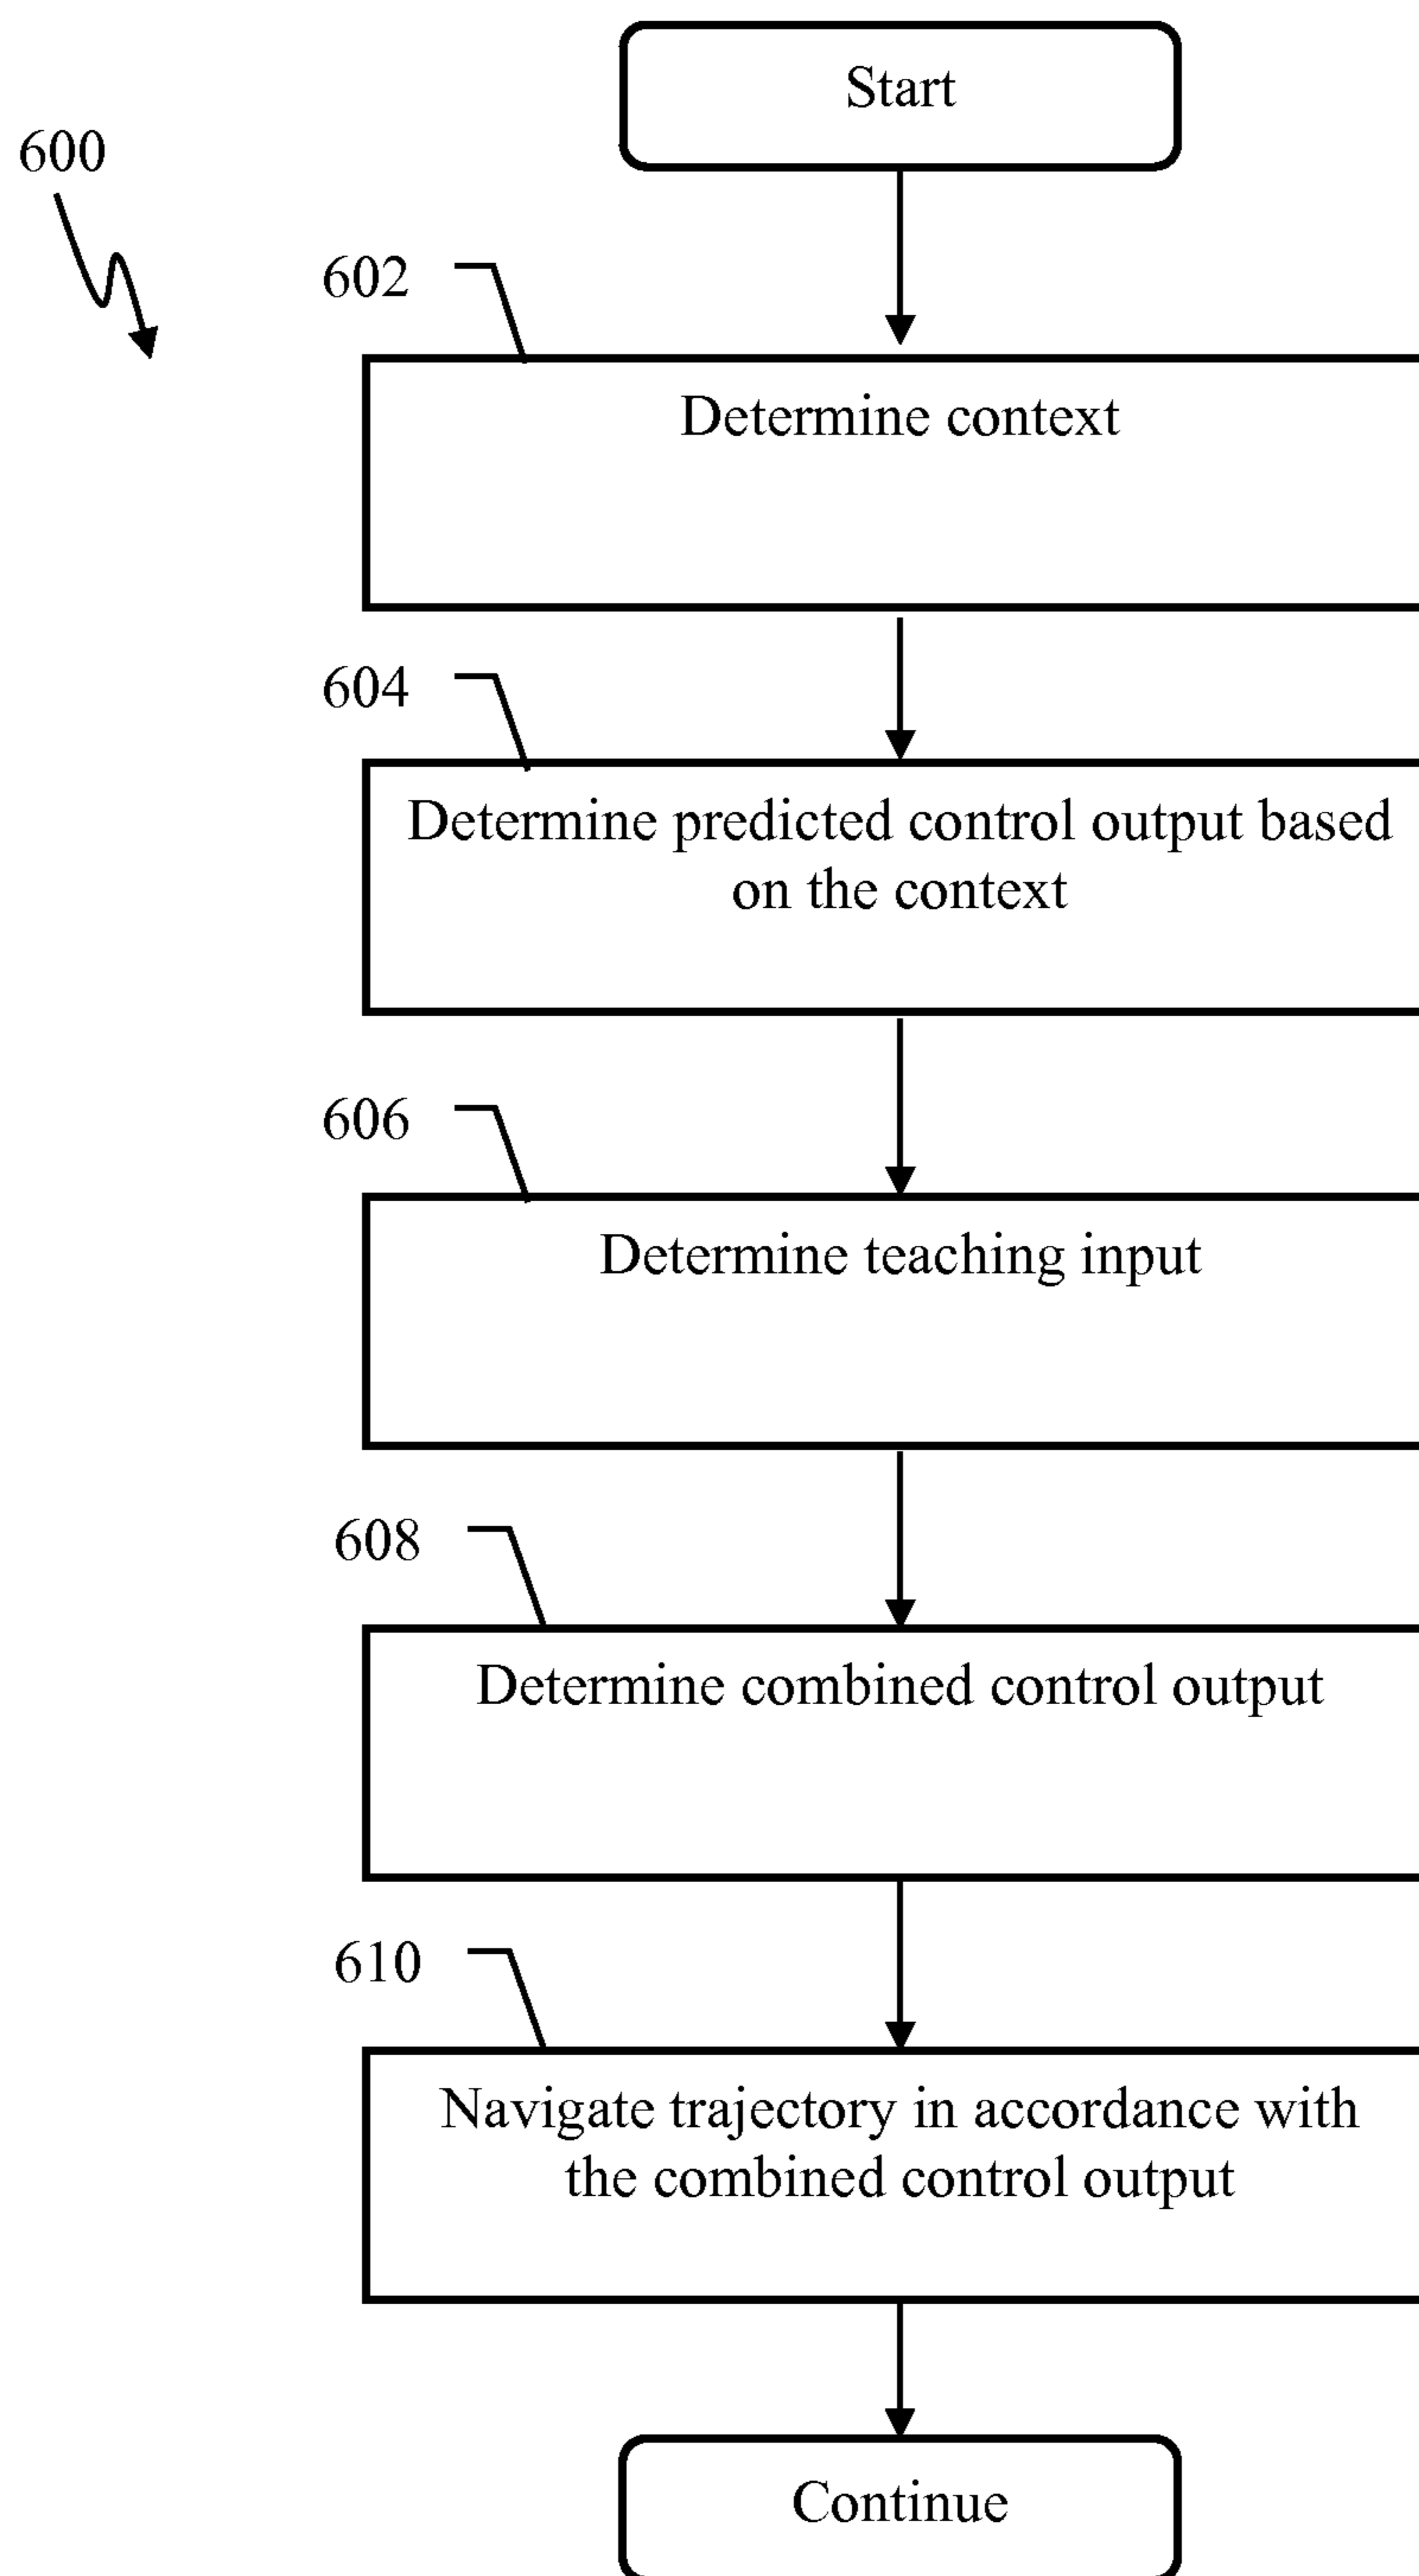 Start
600
602
Determine context
604
Determine predicted control output based
on the context
606
Determine teaching input
608
Determine combined control output
610
Navigate trajectory in accordance with
the combined control output
Continue